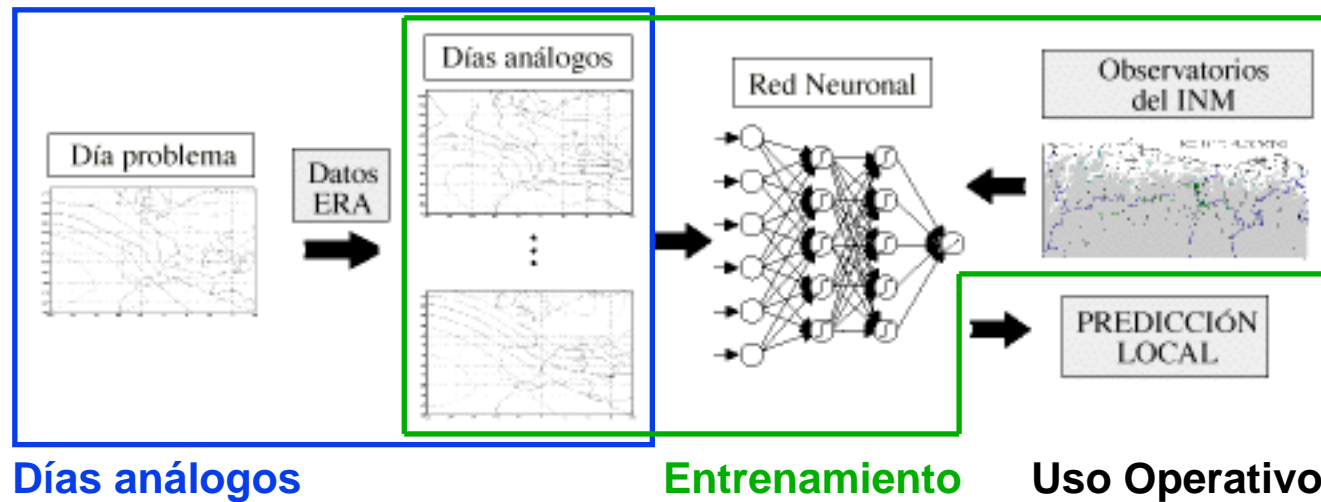 Días análogos
Red Neuronal
Observatorios
del INM
Día problema
Datos
ERA
PREDICCIÓN
LOCAL
Días análogos
Entrenamiento
Uso Operativo